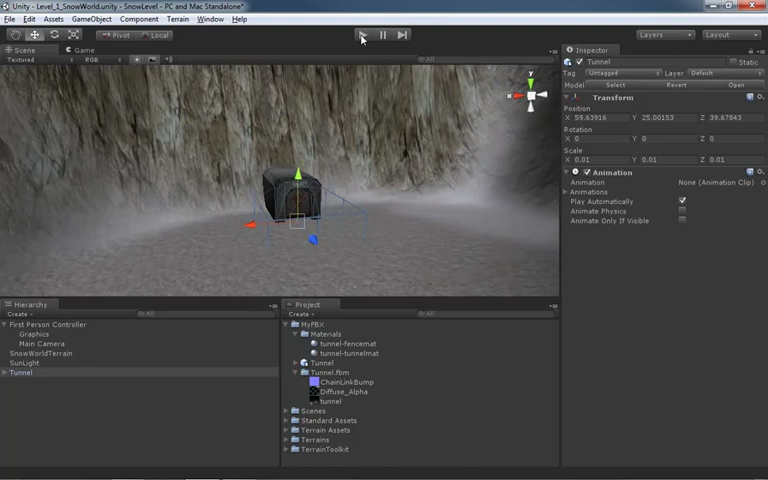 Unity - Level_1_SnowWorld.unity - SnowLevel - PC and Mac Standalone*
File Edit Assets GameObject Component Terrain Window Help
Pivot Local Layers Layout
Scene Game
Textured RGB All
Inspector
Tunnel Static
Tag Untagged Layer Default
Model Select Revert Open
Transform
Position
X 59.63916 Y 25.00153 Z 39.67843
Rotation
X 0 Y 0 Z 0
Scale
X 0.01 Y 0.01 Z 0.01
Animation
Animation None (Animation Clip)
Animations
Play Automatically
Animate Physics
Animate Only If Visible
y
x
Hierarchy
Create All
First Person Controller
Graphics
Main Camera
SnowWorldTerrain
SunLight
Tunnel
Project
Create All
MyFBX
Materials
tunnel-fencemat
tunnel-tunnelmat
Tunnel
Tunnel.fbm
ChainLinkBump
Diffuse_Alpha
tunnel
Scenes
Standard Assets
Terrain Assets
Terrains
TerrainToolkit